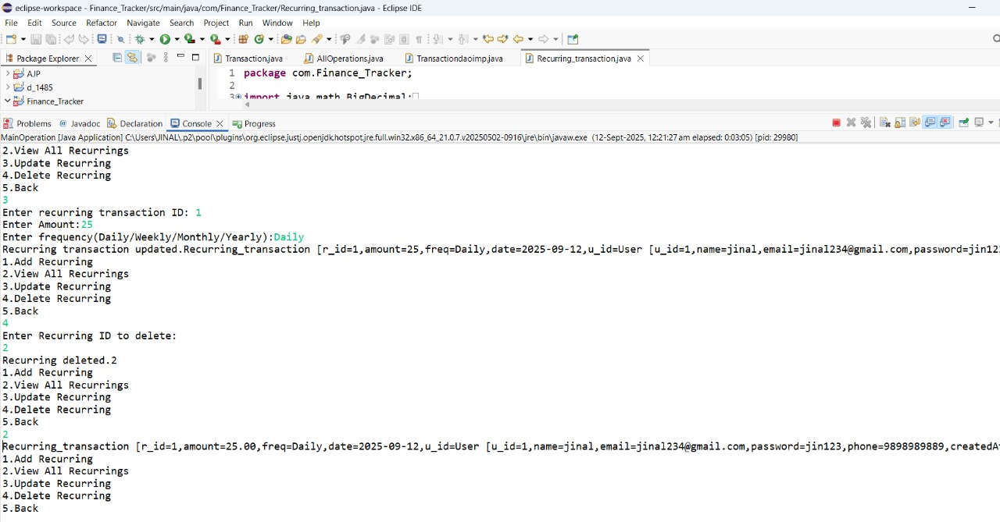 eclipse-workspace - Finance_Tracker/src/main/java/com/Finance_Tracker/Recurring_transaction.java - Eclipse IDE
File Edit Source Refactor Navigate Search Project Run Window Help
Package Explorer
Transaction.java AllOperations.java Transactiondaoimp.java Recurring_transaction.java
AJP
d_1485
Finance_Tracker
1 package com.Finance_Tracker;
2
3 import java.math.BigDecimal;
Problems Javadoc Declaration Console Progress
MainOperation [Java Application] C:\Users\JINAL\.p2\pool\plugins\org.eclipse.justj.openjdk.hotspot.jre.full.win32.x86_64_21.0.7.v20250502-0916\jre\bin\javaw.exe (12-Sept-2025, 12:21:27 am elapsed: 0:03:05) [pid: 29980]
2.View All Recurrings
3.Update Recurring
4.Delete Recurring
5.Back
3
Enter recurring transaction ID: 1
Enter Amount:25
Enter frequency(Daily/Weekly/Monthly/Yearly):Daily
Recurring transaction updated.Recurring_transaction [r_id=1,amount=25,freq=Daily,date=2025-09-12,u_id=User [u_id=1,name=jinal,email=jinal234@gmail.com,password=jin123
1.Add Recurring
2.View All Recurrings
3.Update Recurring
4.Delete Recurring
5.Back
4
Enter Recurring ID to delete:
2
Recurring deleted.2
1.Add Recurring
2.View All Recurrings
3.Update Recurring
4.Delete Recurring
5.Back
2
Recurring_transaction [r_id=1,amount=25.00,freq=Daily,date=2025-09-12,u_id=User [u_id=1,name=jinal,email=jinal234@gmail.com,password=jin123,phone=9898989889,createdAt
1.Add Recurring
2.View All Recurrings
3.Update Recurring
4.Delete Recurring
5.Back